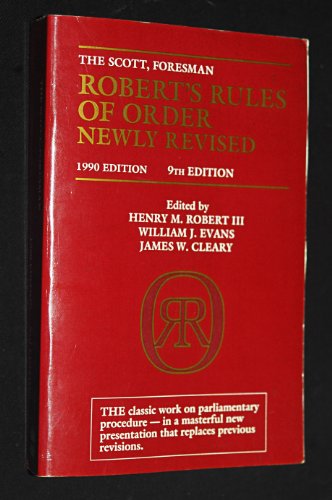 THE SCOTT, FORESMAN
ROBERT'S RULES
OF ORDER
NEWLY REVISED
1990 EDITION 9TH EDITION
Edited by
HENRY M. ROBERT III
WILLIAM J. EVANS
JAMES W. CLEARY
ROR
THE classic work on parliamentary
procedure — in a masterful new
presentation that replaces previous
revisions.